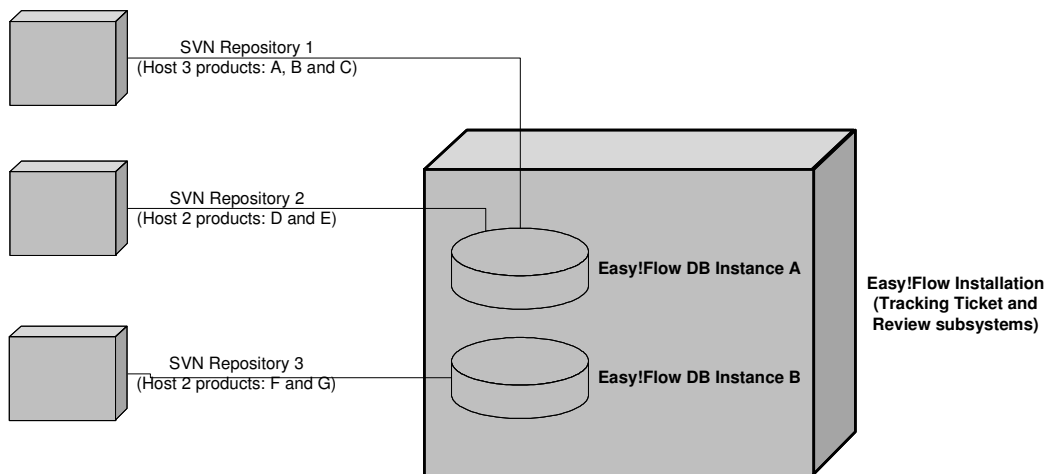 SVN Repository 1
(Host 3 products: A, B and C)
SVN Repository 2
(Host 2 products: D and E)
Easy!Flow DB Instance A
Easy!Flow Installation
(Tracking Ticket and
Review subsystems)
SVN Repository 3
(Host 2 products: F and G)
Easy!Flow DB Instance B